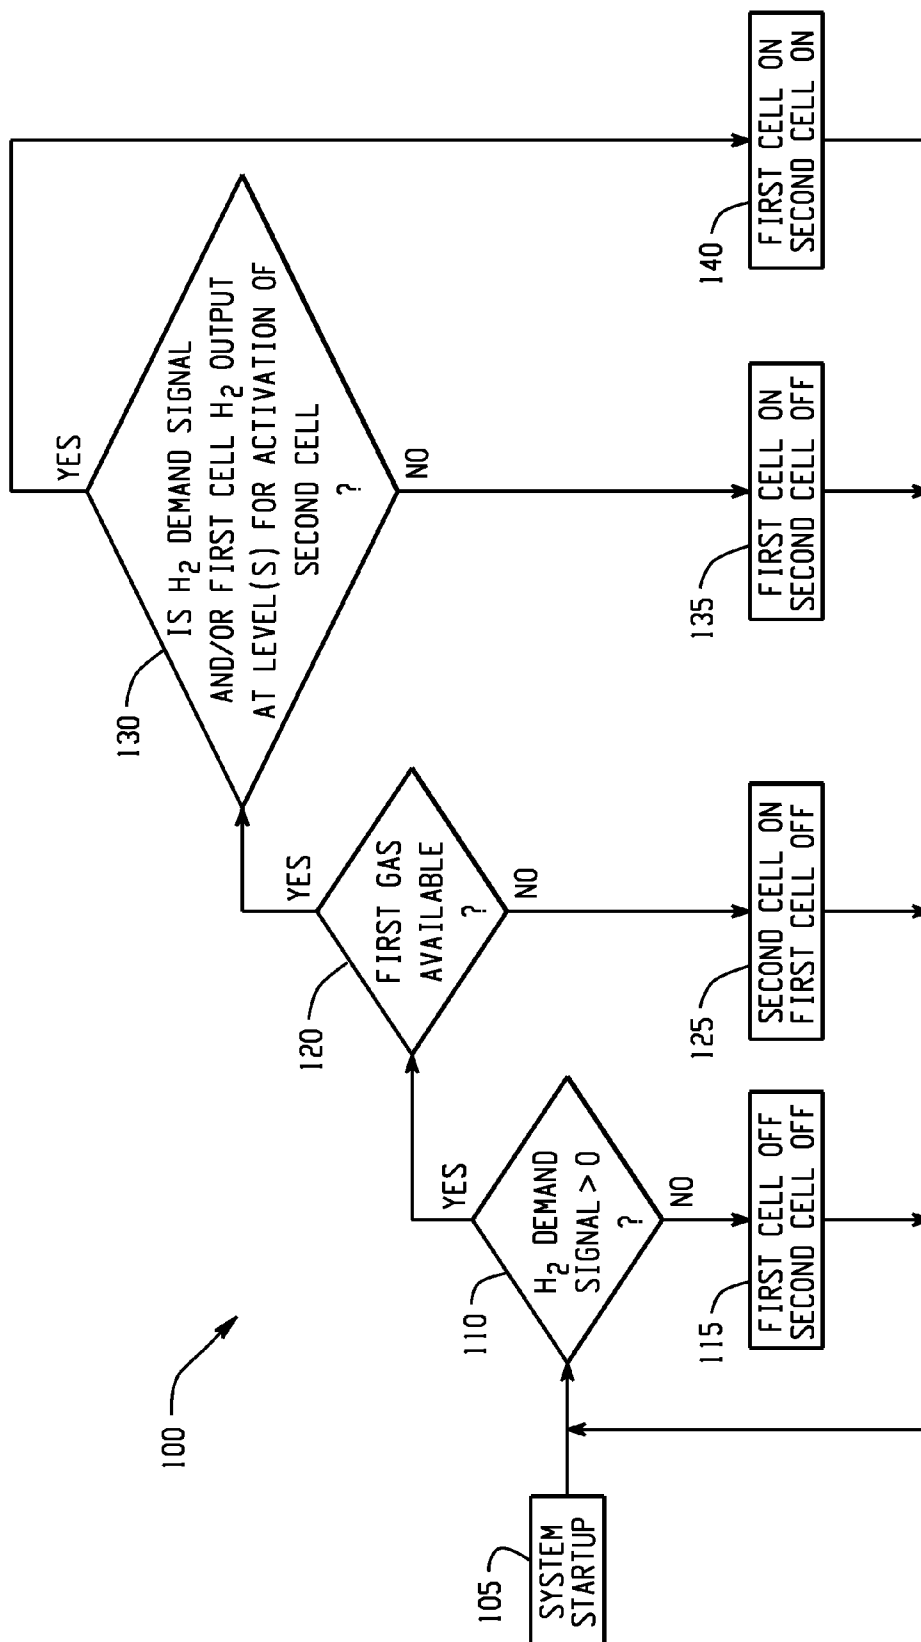 100
105
SYSTEM
STARTUP
110
H2 DEMAND
SIGNAL > 0
?
YES
NO
115
FIRST CELL OFF
SECOND CELL OFF
120
FIRST GAS
AVAILABLE
?
YES
NO
125
SECOND CELL ON
FIRST CELL OFF
130
IS H2 DEMAND SIGNAL
AND/OR FIRST CELL H2 OUTPUT
AT LEVEL(S) FOR ACTIVATION OF
SECOND CELL
?
YES
NO
135
FIRST CELL ON
SECOND CELL OFF
140
FIRST CELL ON
SECOND CELL ON